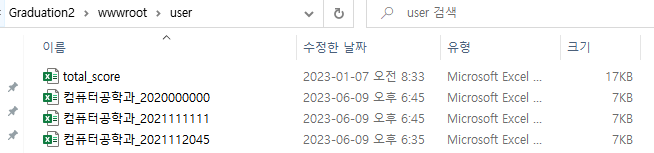 Graduation2 > wwwroot > user
user 검색
이름 수정한 날짜 유형 크기
total_score 2023-01-07 오전 8:33 Microsoft Excel ... 17KB
컴퓨터공학과_2020000000 2023-06-09 오후 6:45 Microsoft Excel ... 7KB
컴퓨터공학과_2021111111 2023-06-09 오후 6:45 Microsoft Excel ... 7KB
컴퓨터공학과_2021112045 2023-06-09 오후 6:35 Microsoft Excel ... 7KB